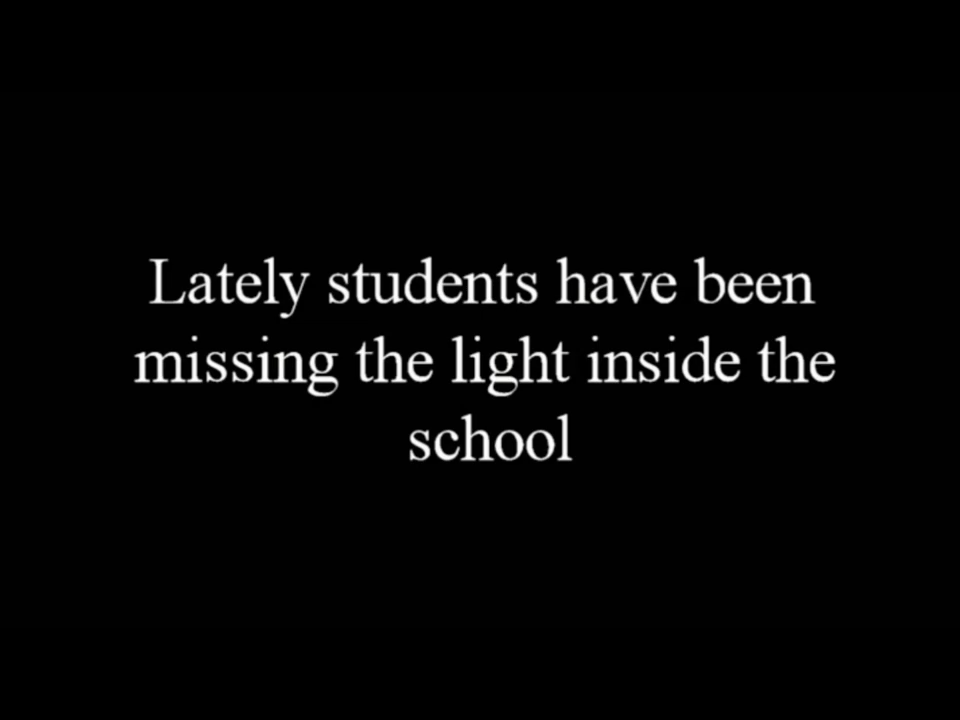 Lately students have been
missing the light inside the
school